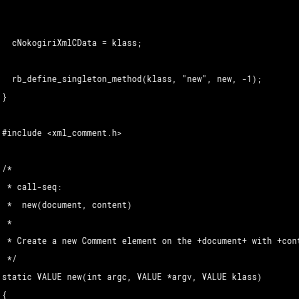 cNokogiriXmlCData = klass;
rb_define_singleton_method(klass, "new", new, -1);
}
#include <xml_comment.h>
/*
* call-seq:
* new(document, content)
*
* Create a new Comment element on the +document+ with +cont
*/
static VALUE new(int argc, VALUE *argv, VALUE klass)
{